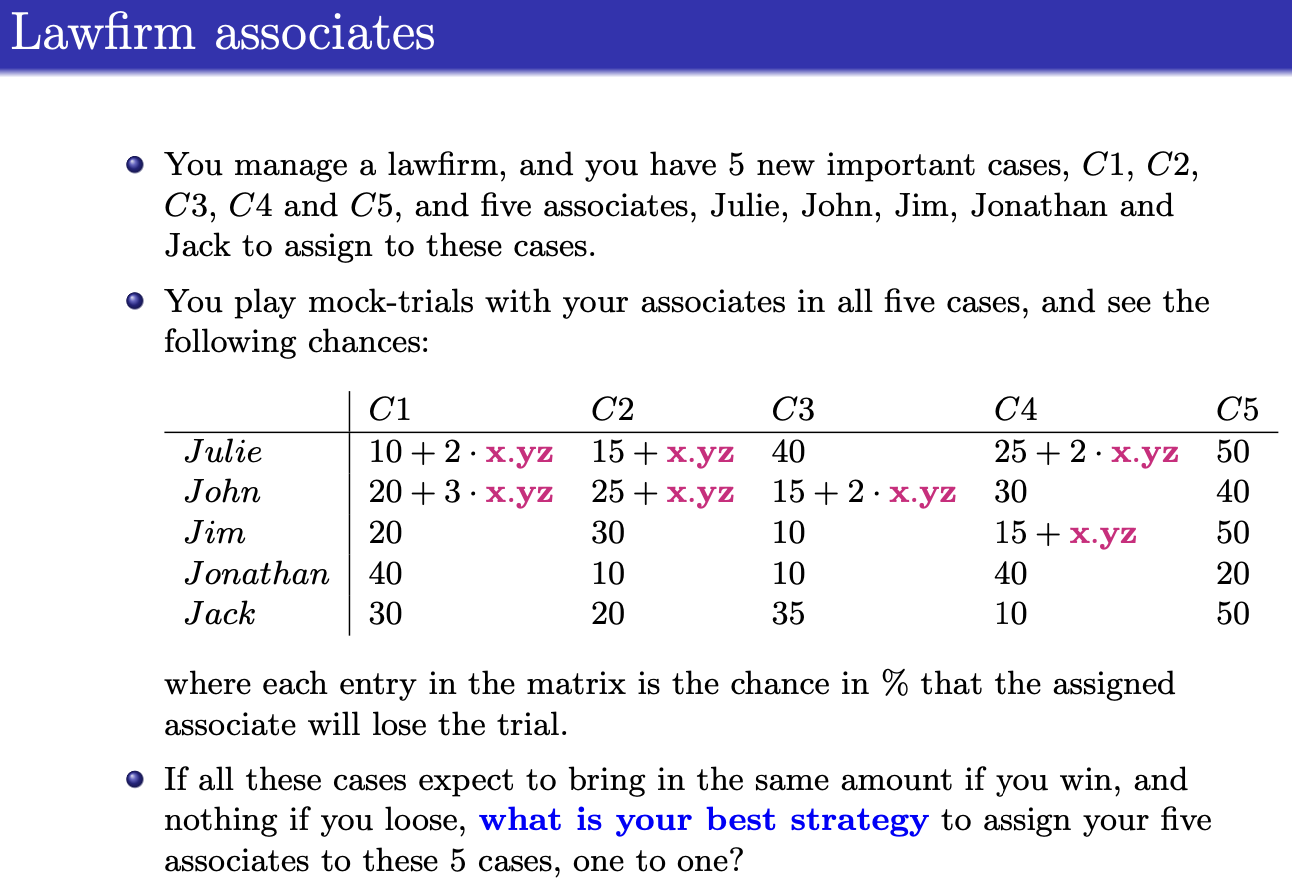 Lawfirm associates
You manage a lawfirm, and you have 5 new important cases, C1, C2,
C3, C4 and C5, and five associates, Julie, John, Jim, Jonathan and
Jack to assign to these cases.
You play mock-trials with your associates in all five cases, and see the
following chances:
C1 C2 C3 C4 C5
Julie 10 + 2 · x.yz 15 + x.yz 40 25 + 2 · x.yz 50
John 20 + 3 · x.yz 25 + x.yz 15 + 2 · x.yz 30 40
Jim 20 30 10 15 + x.yz 50
Jonathan 40 10 10 40 20
Jack 30 20 35 10 50
where each entry in the matrix is the chance in % that the assigned
associate will lose the trial.
If all these cases expect to bring in the same amount if you win, and
nothing if you loose, what is your best strategy to assign your five
associates to these 5 cases, one to one?